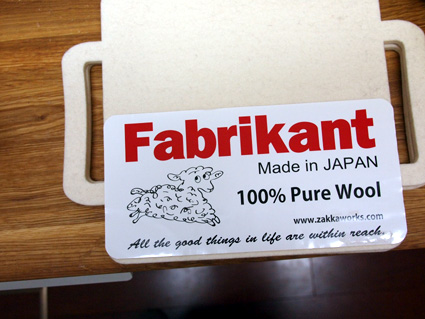 Fabrikant
Made in JAPAN
100% Pure Wool
www.zakkaworks.com
All the good things in life are within reach.